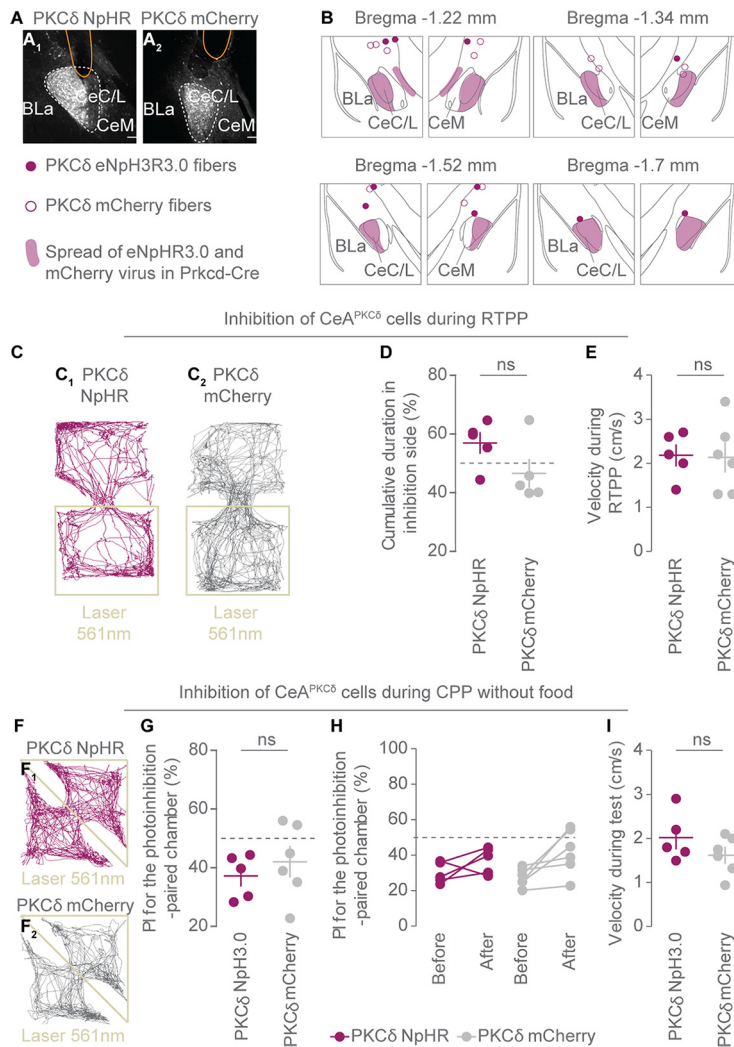 A
PKCδ NpHR PKCδ mCherry
A1
A2
BLa
CeC/L
CeM
BLa
CeC/L
CeM
PKCδ eNpH3R3.0 fibers
PKCδ mCherry fibers
Spread of eNpHR3.0 and
mCherry virus in Prkcd-Cre
B
Bregma -1.22 mm
Bregma -1.34 mm
BLa
CeC/L
CeM
BLa
CeC/L
Bregma -1.52 mm
Bregma -1.7 mm
BLa
CeC/L
CeM
BLa
CeC/L
Inhibition of CeAPKCδ cells during RTPP
C
C1 PKCδ
NpHR
C2 PKCδ
mCherry
Laser
561nm
Laser
561nm
D
ns
Cumulative duration in
inhibition side (%)
80
60
40
20
PKCδ NpHR
PKCδ mCherry
E
ns
Velocity during
RTPP (cm/s)
4
3
2
1
0
PKCδ NpHR
PKCδ mCherry
Inhibition of CeAPKCδ cells during CPP without food
F
PKCδ NpHR
F1
Laser 561nm
PKCδ mCherry
F2
Laser 561nm
G
ns
PI for the photoinhibition
-paired chamber (%)
80
60
40
20
PKCδ NpH3.0
PKCδ mCherry
H
PI for the photoinhibition
-paired chamber (%)
100
80
60
40
20
0
Before
After
Before
After
I
ns
Velocity during test (cm/s)
4
3
2
1
0
PKCδ NpHR
PKCδ mCherry
PKCδ NpHR PKCδ mCherry